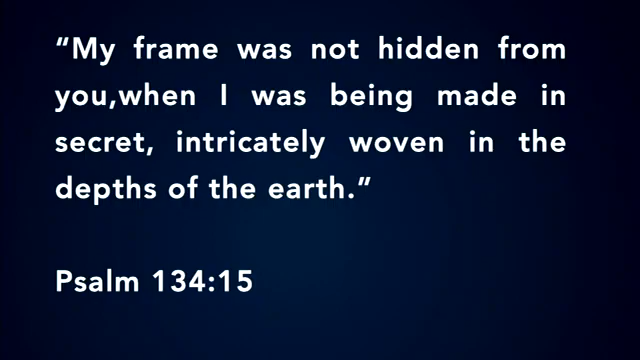 “My frame was not hidden from
you,when I was being made in
secret, intricately woven in the
depths of the earth.”
Psalm 134:15